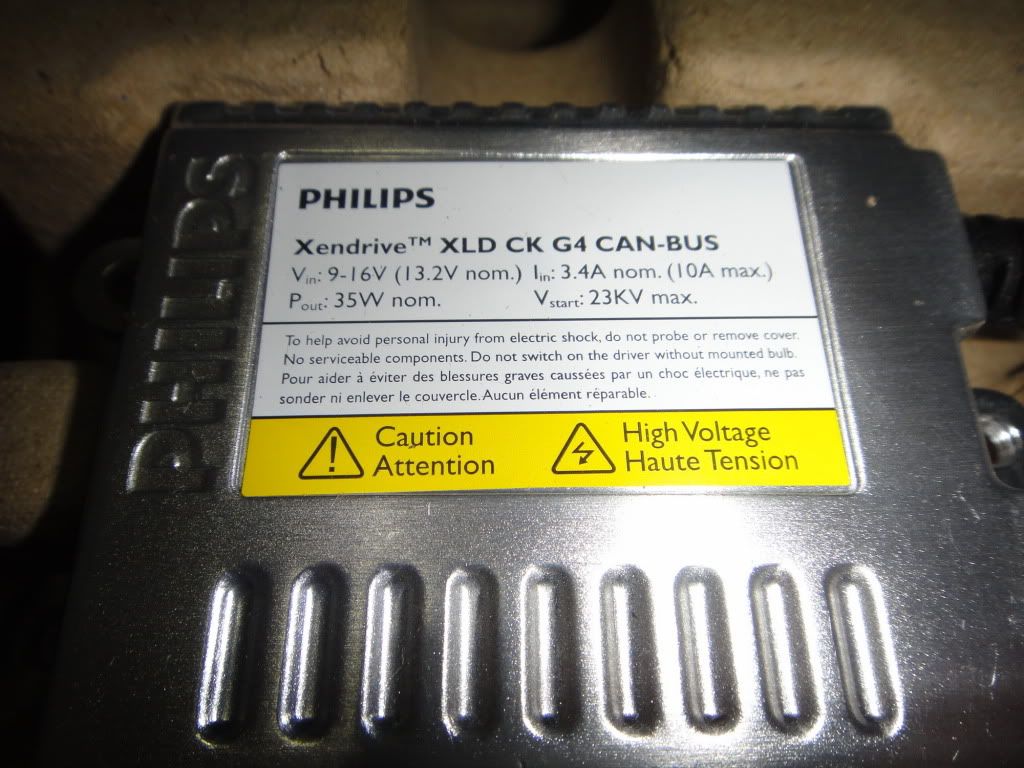 PHILIPS
PHILIPS
Xendrive™ XLD CK G4 CAN-BUS
Vin: 9-16V (13.2V nom.) Iin: 3.4A nom. (10A max.)
Pout: 35W nom. Vstart: 23KV max.
To help avoid personal injury from electric shock, do not probe or remove cover.
No serviceable components. Do not switch on the driver without mounted bulb.
Pour aider à éviter des blessures graves caussées par un choc électrique, ne pas
sonder ni enlever le couvercle. Aucun élément réparable.
Caution
Attention
High Voltage
Haute Tension